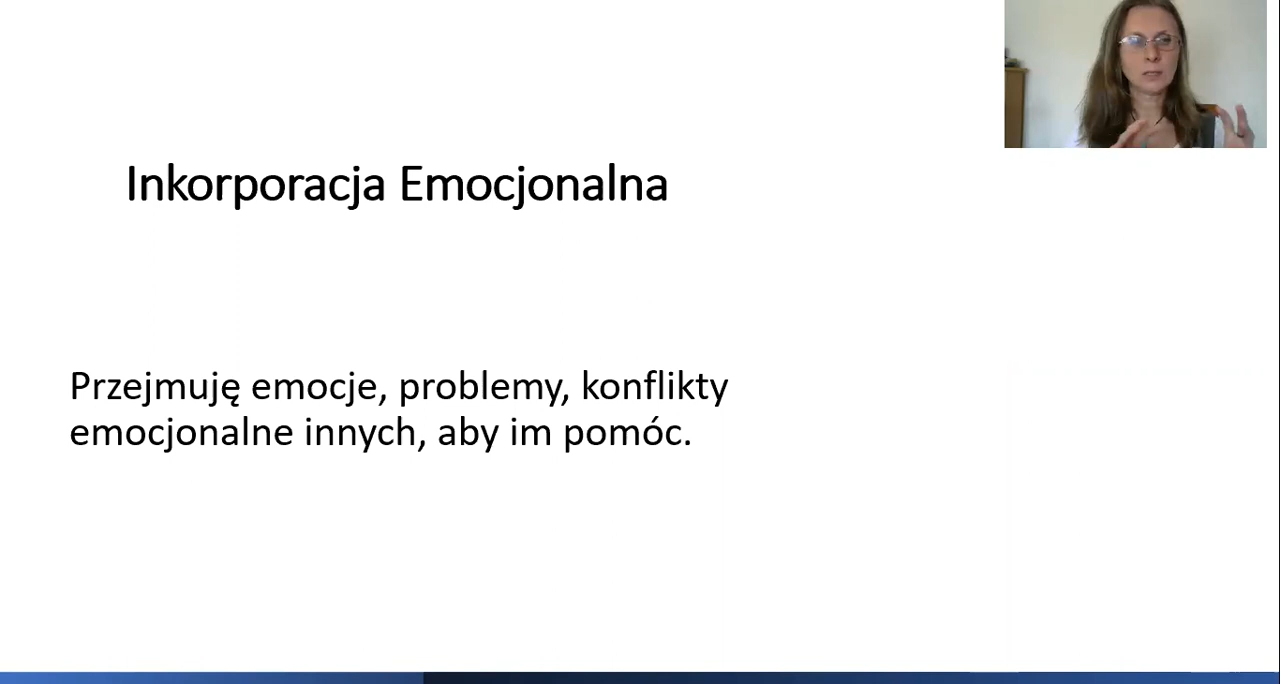 Inkorporacja Emocjonalna
Przejmuję emocje, problemy, konflikty
emocjonalne innych, aby im pomóc.